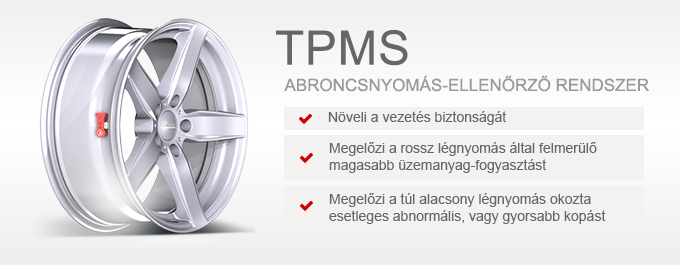 TPMS
ABRONCSNYOMÁS-ELLENŐRZŐ RENDSZER
Növeli a vezetés biztonságát
Megelőzi a rossz légnyomás által felmerülő
magasabb üzemanyag-fogyasztást
Megelőzi a túl alacsony légnyomás okozta
esetleges abnormális, vagy gyorsabb kopást